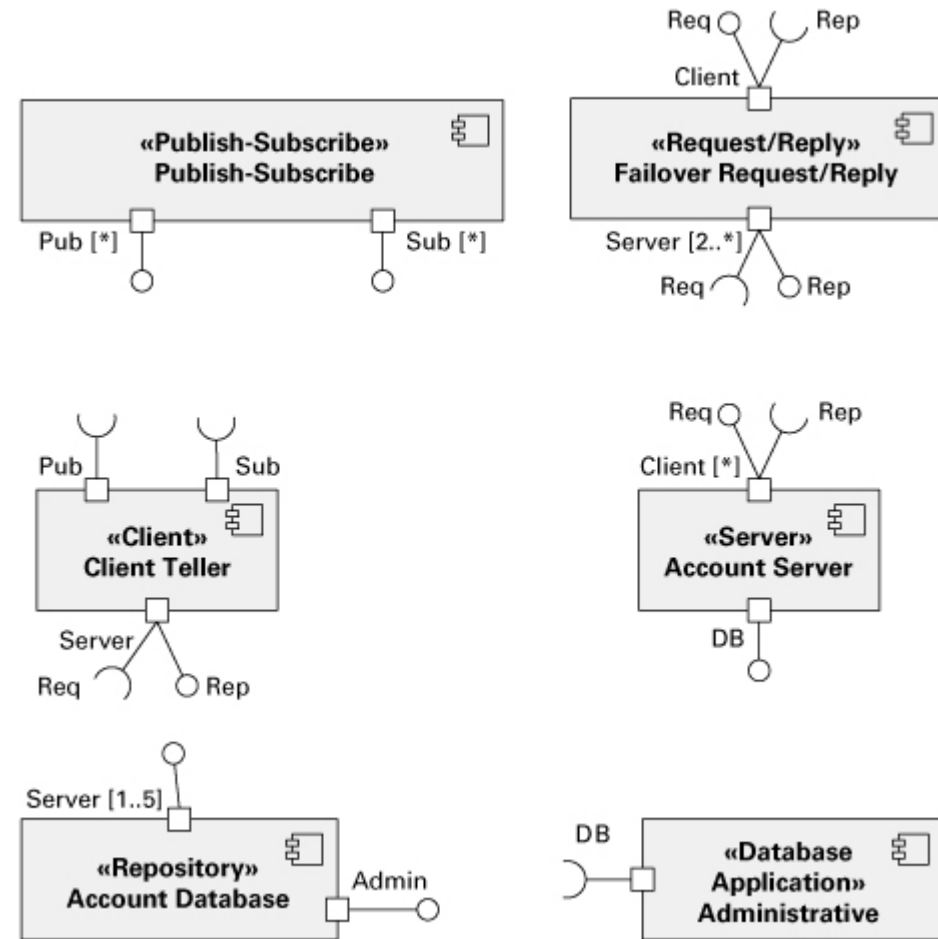 Req
Rep
Client
«Publish-Subscribe»
Publish-Subscribe
Pub [*]
Sub [*]
«Request/Reply»
Failover Request/Reply
Server [2..*]
Req
Rep
Pub
Sub
«Client»
Client Teller
Server
Req
Rep
Req
Rep
Client [*]
«Server»
Account Server
DB
Server [1..5]
«Repository»
Account Database
Admin
DB
«Database
Application»
Administrative